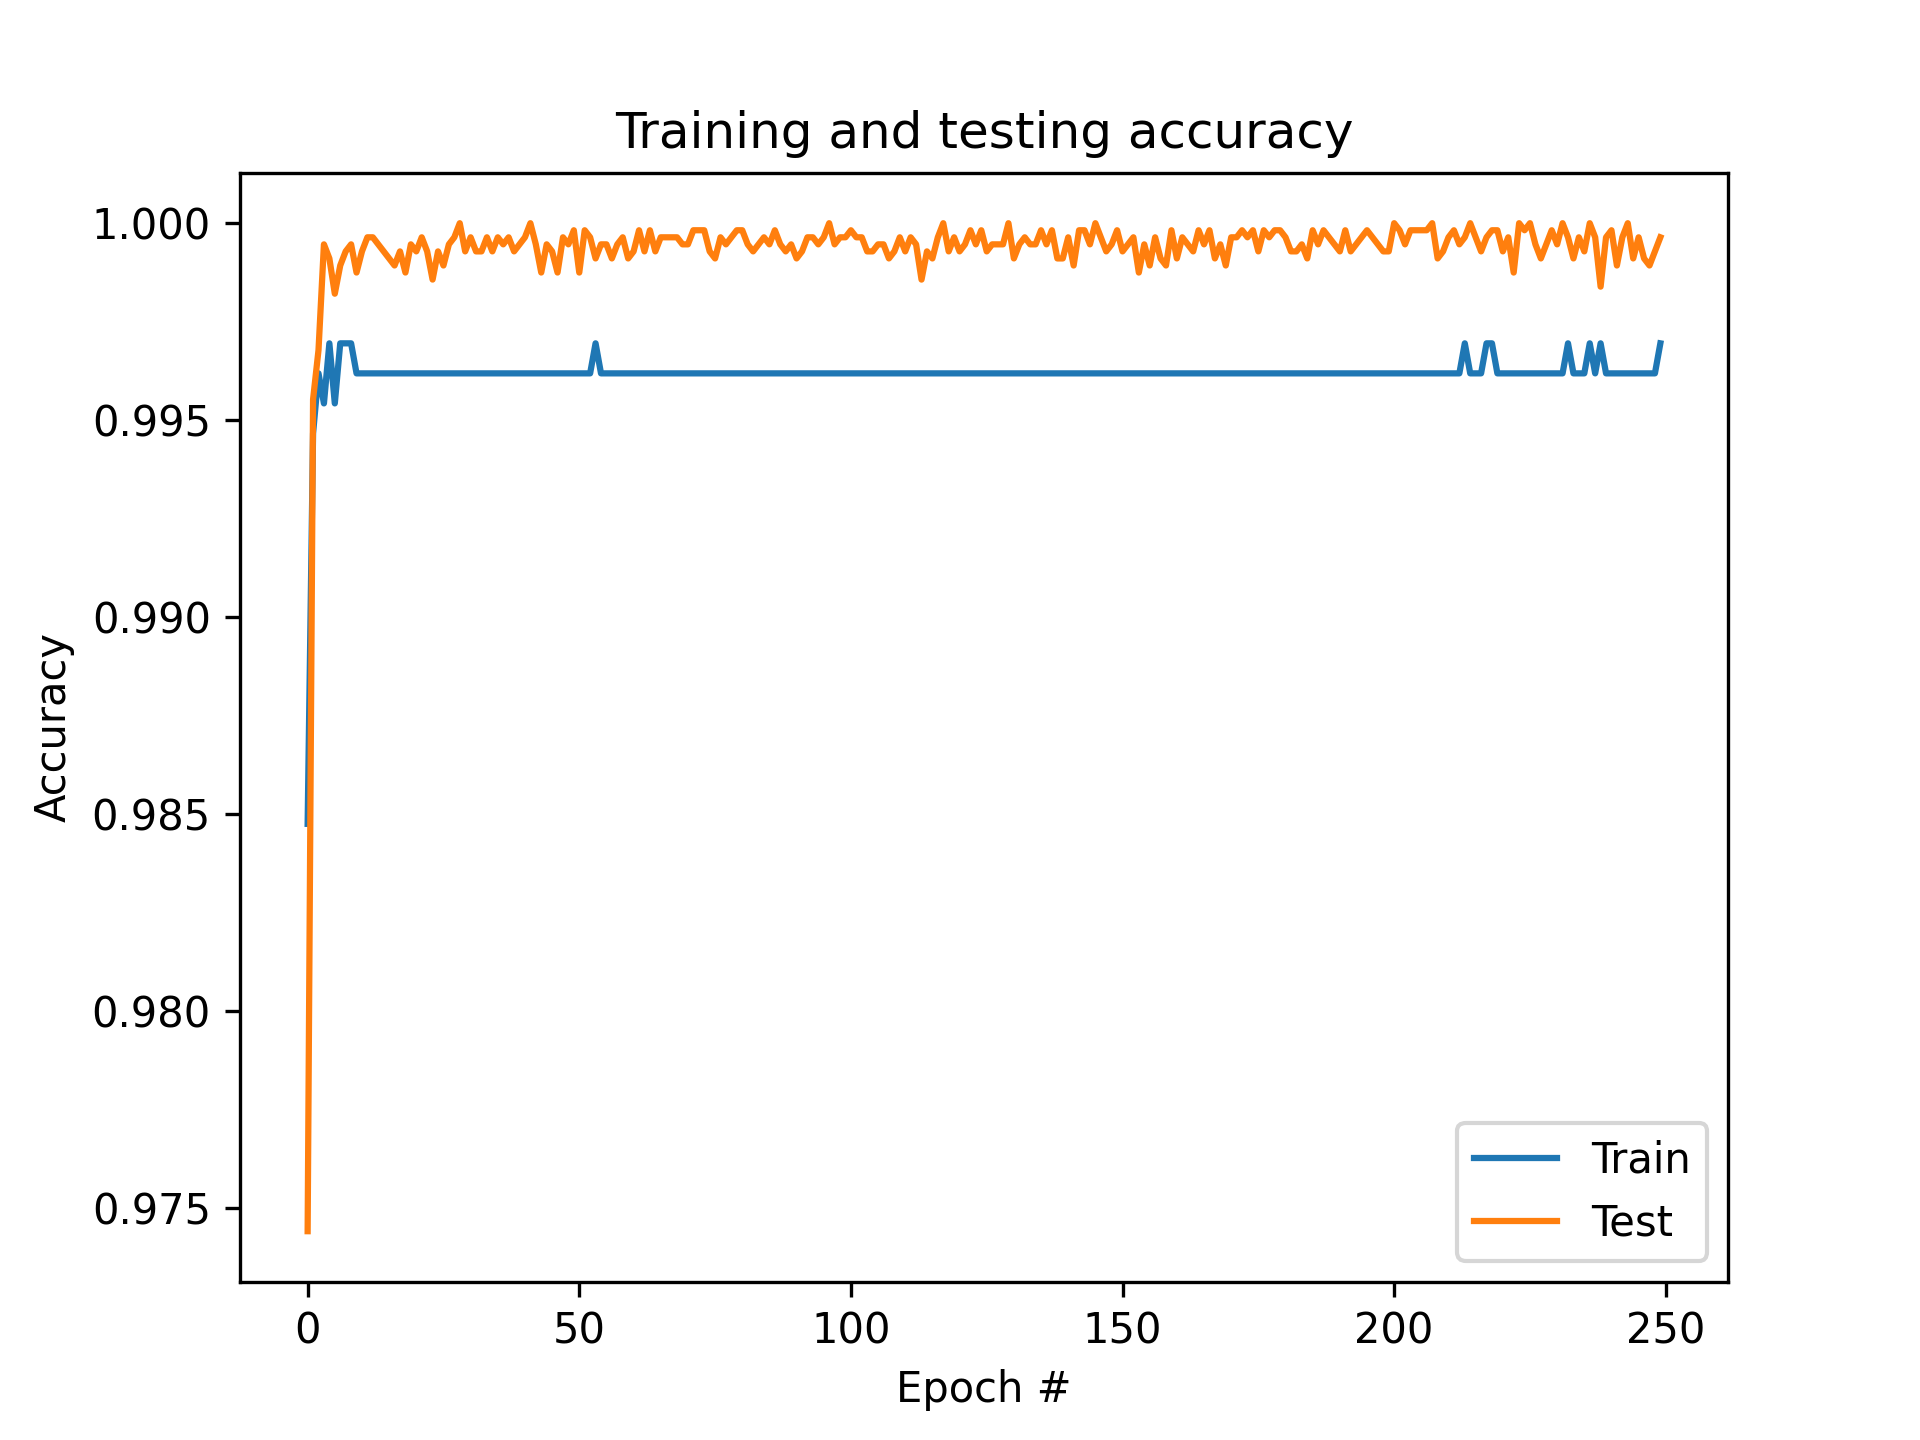 Training and testing accuracy
1.000
0.995
0.990
0.985
0.980
0.975
Accuracy
Train
Test
0 50 100 150 200 250
Epoch #